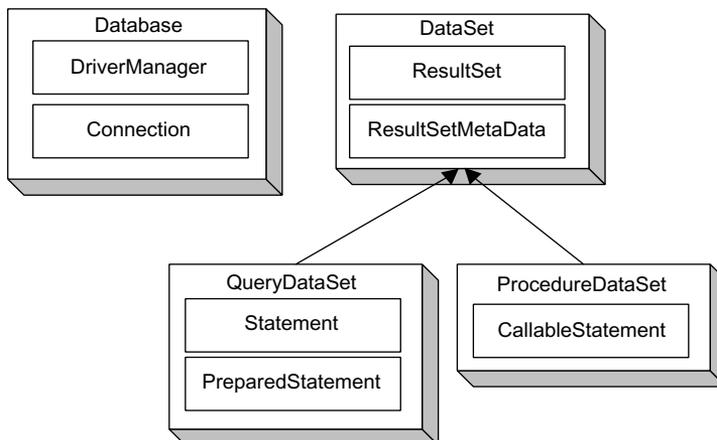 Database
DriverManager
Connection
DataSet
ResultSet
ResultSetMetaData
QueryDataSet
Statement
PreparedStatement
ProcedureDataSet
CallableStatement